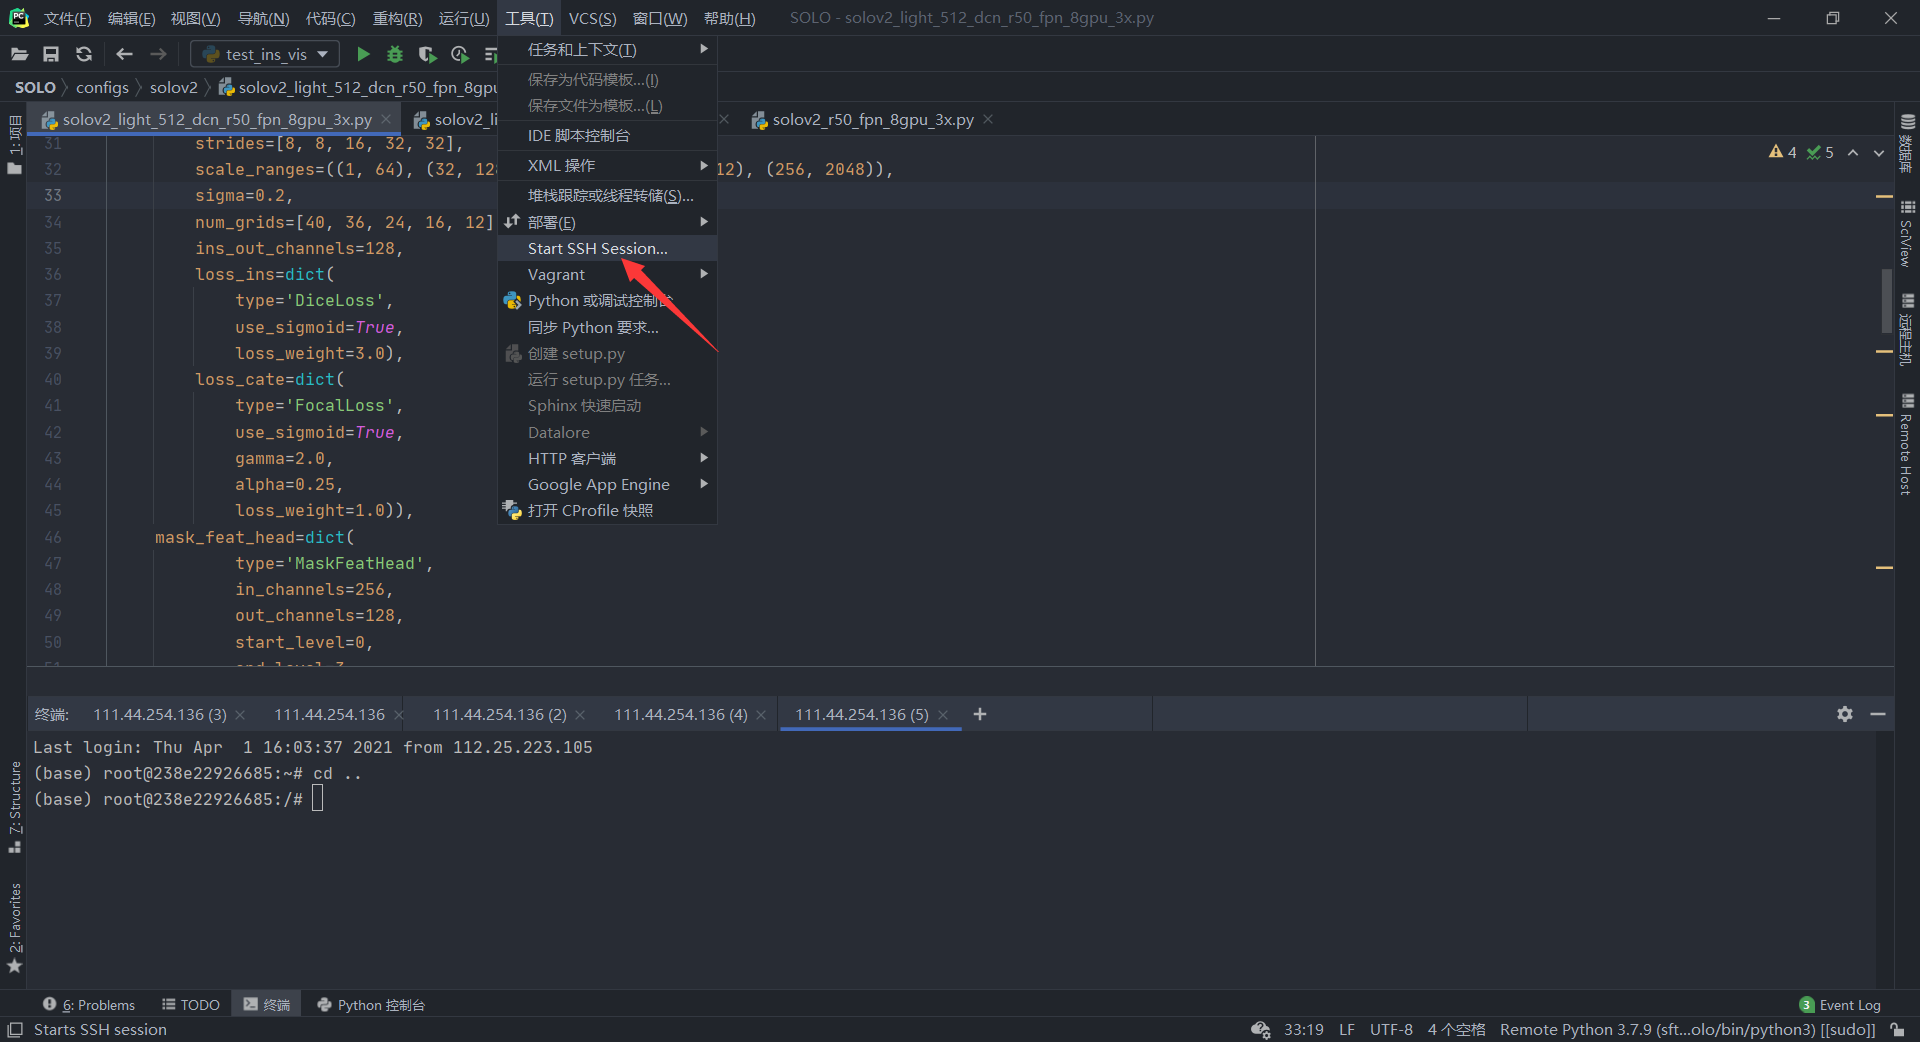 文件(F) 编辑(E) 视图(V) 导航(N) 代码(C) 重构(R) 运行(U) 工具(T) VCS(S) 窗口(W) 帮助(H) SOLO - solov2_light_512_dcn_r50_fpn_8gpu_3x.py
test_ins_vis
SOLO configs solov2 solov2_light_512_dcn_r50_fpn_8gpu
solov2_light_512_dcn_r50_fpn_8gpu_3x.py solov2_li solov2_r50_fpn_8gpu_3x.py
任务和上下文(T)
保存为代码模板...(I)
保存文件为模板...(L)
IDE 脚本控制台
XML 操作
堆栈跟踪或线程转储(S)...
部署(E)
Start SSH Session...
Vagrant
Python 或调试控制台
同步 Python 要求...
创建 setup.py
运行 setup.py 任务...
Sphinx 快速启动
Datalore
HTTP 客户端
Google App Engine
打开 CProfile 快照
31 strides=[8, 8, 16, 32, 32],
32 scale_ranges=((1, 64), (32, 128 12), (256, 2048)),
33 sigma=0.2,
34 num_grids=[40, 36, 24, 16, 12]
35 ins_out_channels=128,
36 loss_ins=dict(
37 type='DiceLoss',
38 use_sigmoid=True,
39 loss_weight=3.0),
40 loss_cate=dict(
41 type='FocalLoss',
42 use_sigmoid=True,
43 gamma=2.0,
44 alpha=0.25,
45 loss_weight=1.0)),
46 mask_feat_head=dict(
47 type='MaskFeatHead',
48 in_channels=256,
49 out_channels=128,
50 start_level=0,
51 end_level=3,
4 5
1: 项目
7: Structure
2: Favorites
数据库
SciView
远程主机
Remote Host
终端: 111.44.254.136 (3) 111.44.254.136 111.44.254.136 (2) 111.44.254.136 (4) 111.44.254.136 (5)
Last login: Thu Apr  1 16:03:37 2021 from 112.25.223.105
(base) root@238e22926685:~# cd ..
(base) root@238e22926685:/#
6: Problems TODO 终端 Python 控制台 3 Event Log
Starts SSH session 33:19 LF UTF-8 4 个空格 Remote Python 3.7.9 (sft...olo/bin/python3) [[sudo]]